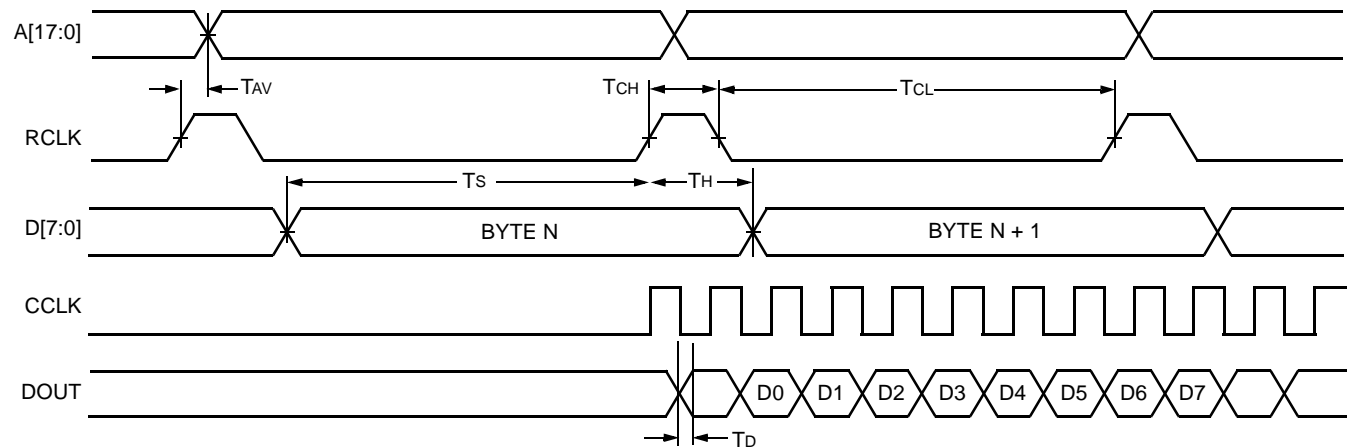 A[17:0]
TAV
TCH
TCL
RCLK
TS
TH
D[7:0]
BYTE N
BYTE N + 1
CCLK
DOUT
D0 D1 D2 D3 D4 D5 D6 D7
TD